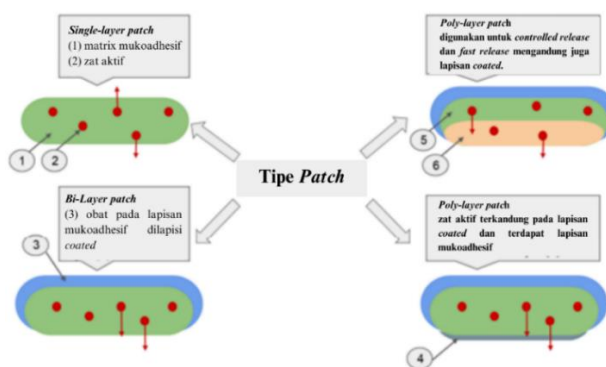 Single-layer patch
(1) matrix mukoadhesif
(2) zat aktif
1
2
Poly-layer patch
digunakan untuk controlled release
dan fast release mengandung juga
lapisan coated.
5
6
Tipe Patch
Bi-Layer patch
(3) obat pada lapisan
mukoadhesif dilapisi
coated
3
Poly-layer patch
zat aktif terkandung pada lapisan
coated dan terdapat lapisan
mukoadhesif
4